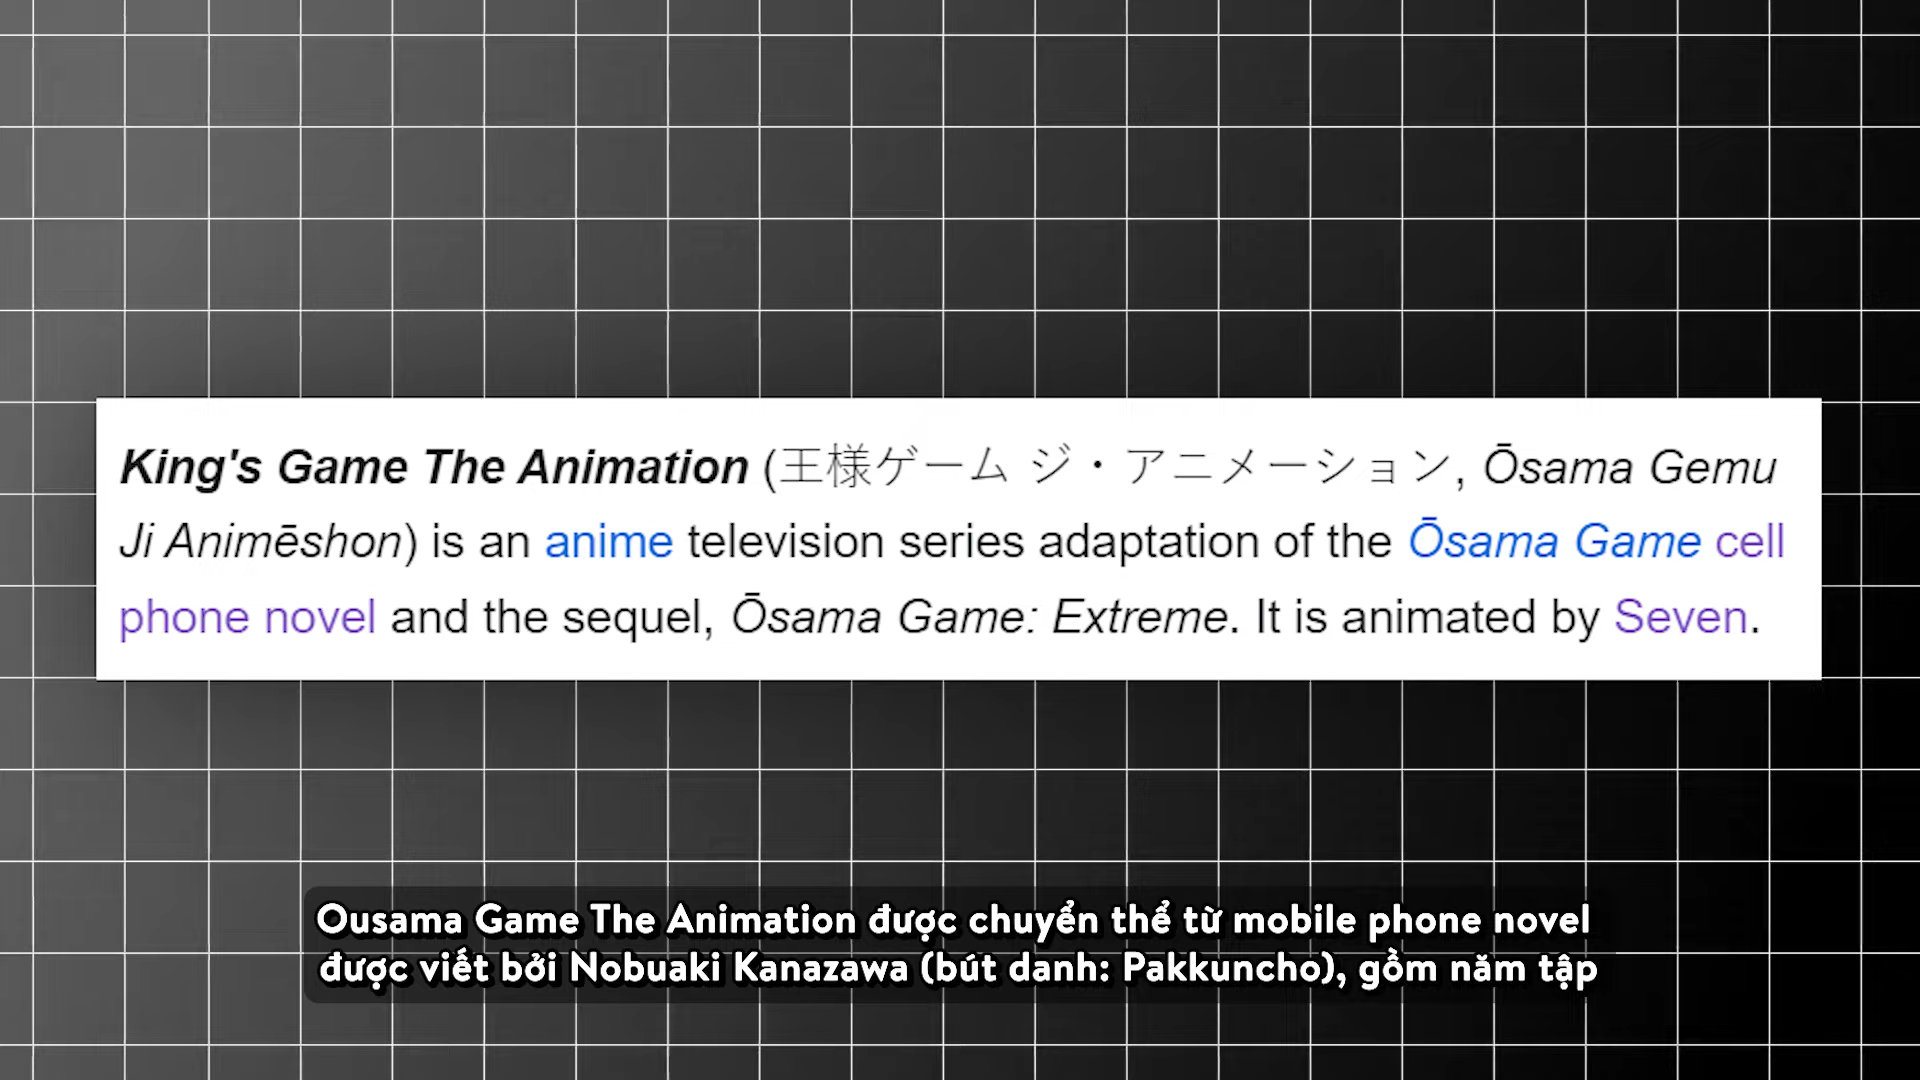 King's Game The Animation (王様ゲーム ジ・アニメーション, Ōsama Gemu
Ji Animēshon) is an anime television series adaptation of the Ōsama Game cell
phone novel and the sequel, Ōsama Game: Extreme. It is animated by Seven.
Ousama Game The Animation được chuyển thể từ mobile phone novel
được viết bởi Nobuaki Kanazawa (bút danh: Pakkuncho), gồm năm tập